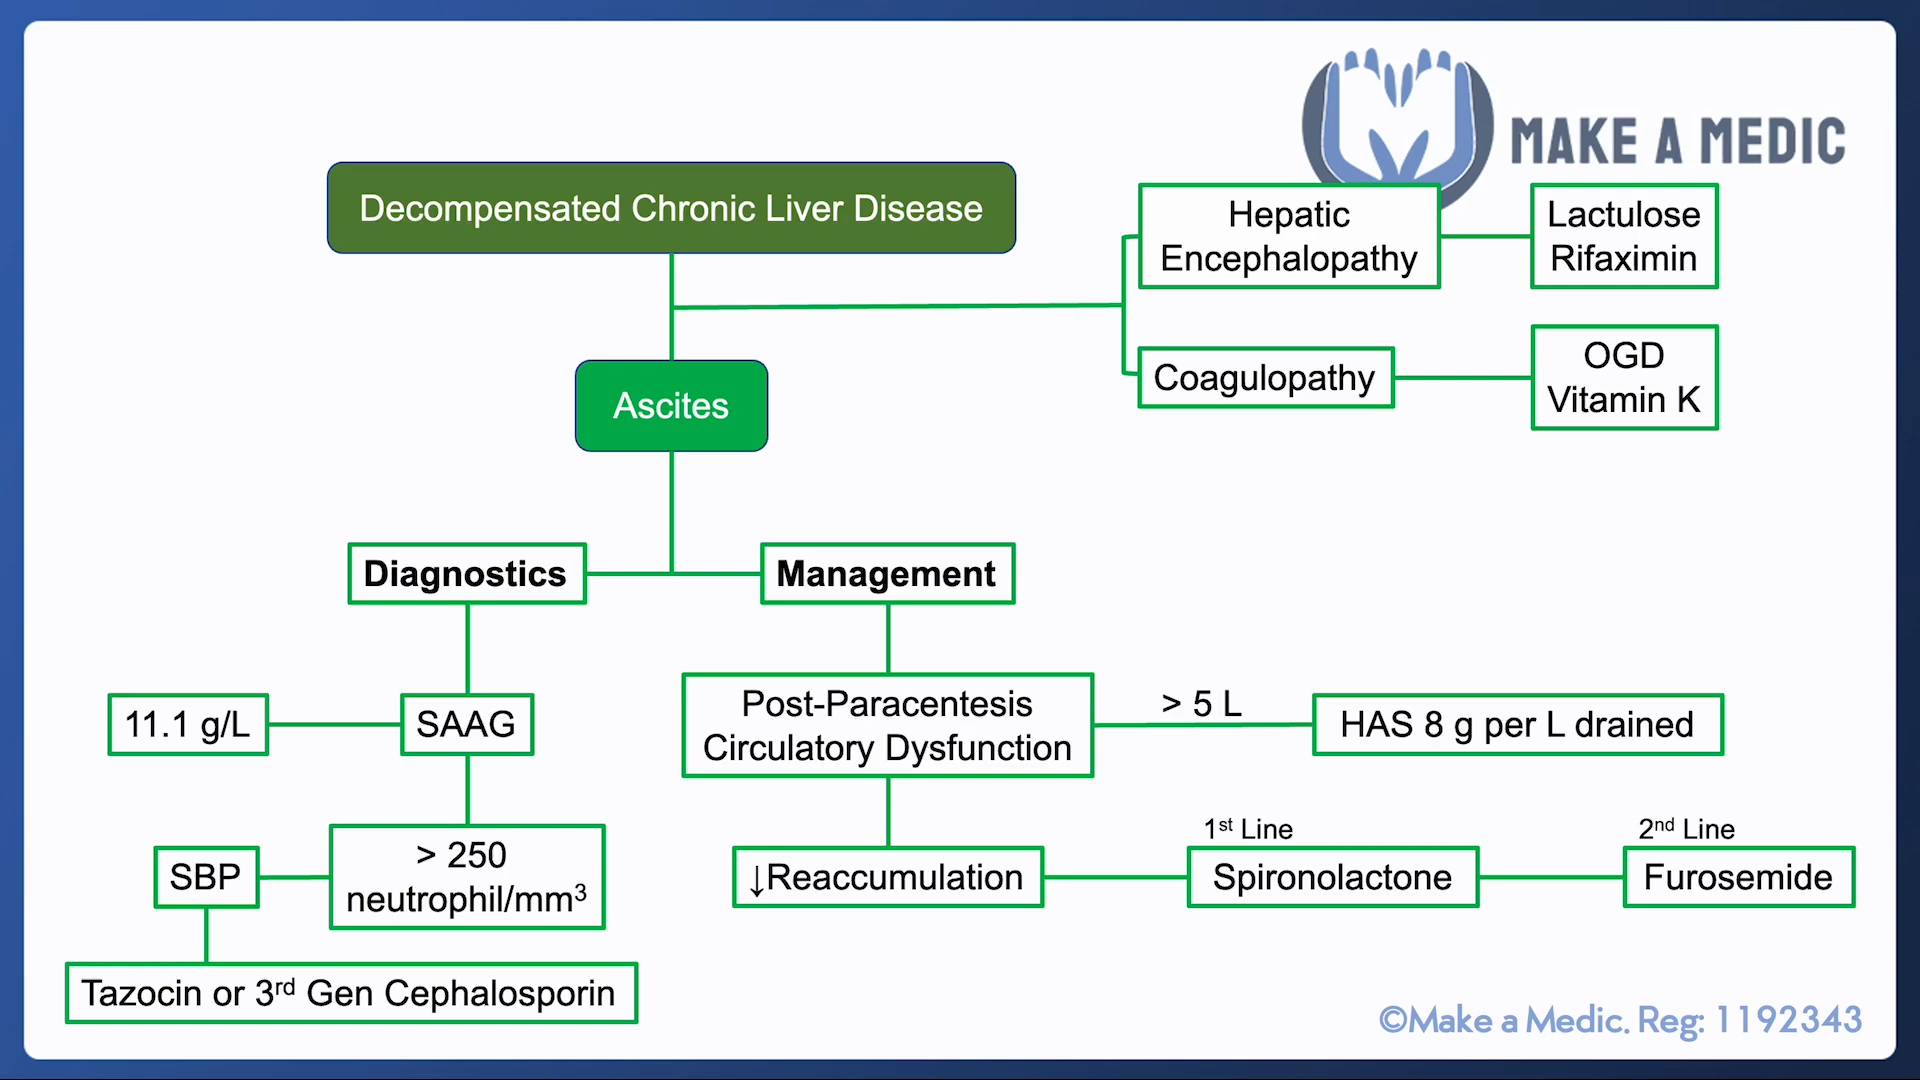 MAKE A MEDIC
Decompensated Chronic Liver Disease
Hepatic
Encephalopathy
Lactulose
Rifaximin
Coagulopathy
OGD
Vitamin K
Ascites
Diagnostics
Management
11.1 g/L
SAAG
Post-Paracentesis
Circulatory Dysfunction
> 5 L
HAS 8 g per L drained
SBP
> 250
neutrophil/mm³
↓Reaccumulation
1st Line
Spironolactone
2nd Line
Furosemide
Tazocin or 3rd Gen Cephalosporin
©Make a Medic. Reg: 1192343